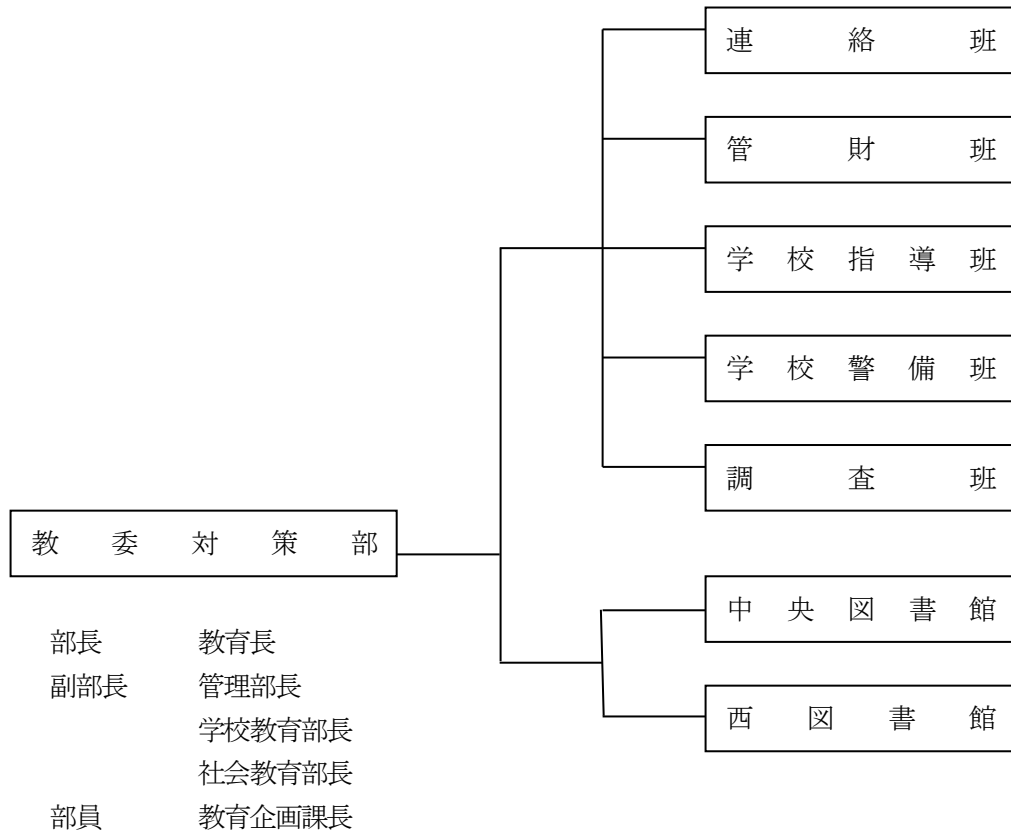 連絡班
管財班
学校指導班
学校警備班
調査班
教委対策部
中央図書館
西図書館
部長 教育長
副部長 管理部長
学校教育部長
社会教育部長
部員 教育企画課長